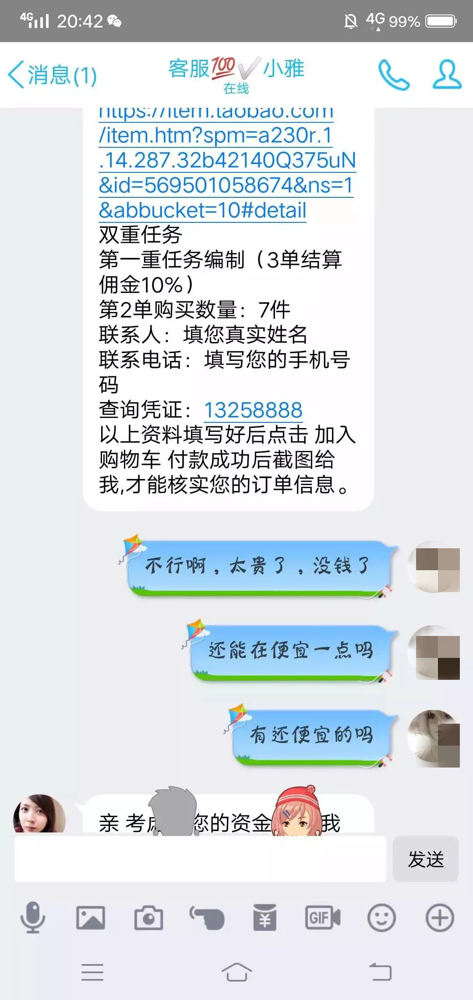 4G 20:42 4G 99%
消息(1)
客服💯✔小雅
在线
https://item.taobao.com
/item.htm?spm=a230r.1
.14.287.32b42140Q375uN
&id=569501058674&ns=1
&abbucket=10#detail
双重任务
第一重任务编制（3单结算
佣金10%）
第2单购买数量：7件
联系人：填您真实姓名
联系电话：填写您的手机号
码
查询凭证：13258888
以上资料填写好后点击 加入
购物车 付款成功后截图给
我,才能核实您的订单信息。
不行啊，太贵了，没钱了
还能在便宜一点吗
有还便宜的吗
亲 考虑 您的资金 我
发送
GIF